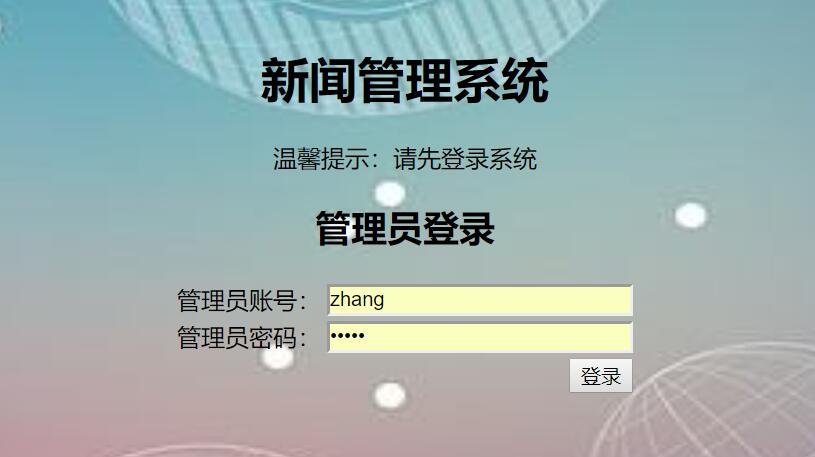 新闻管理系统
温馨提示：请先登录系统
管理员登录
管理员账号： zhang
管理员密码： •••••
登录